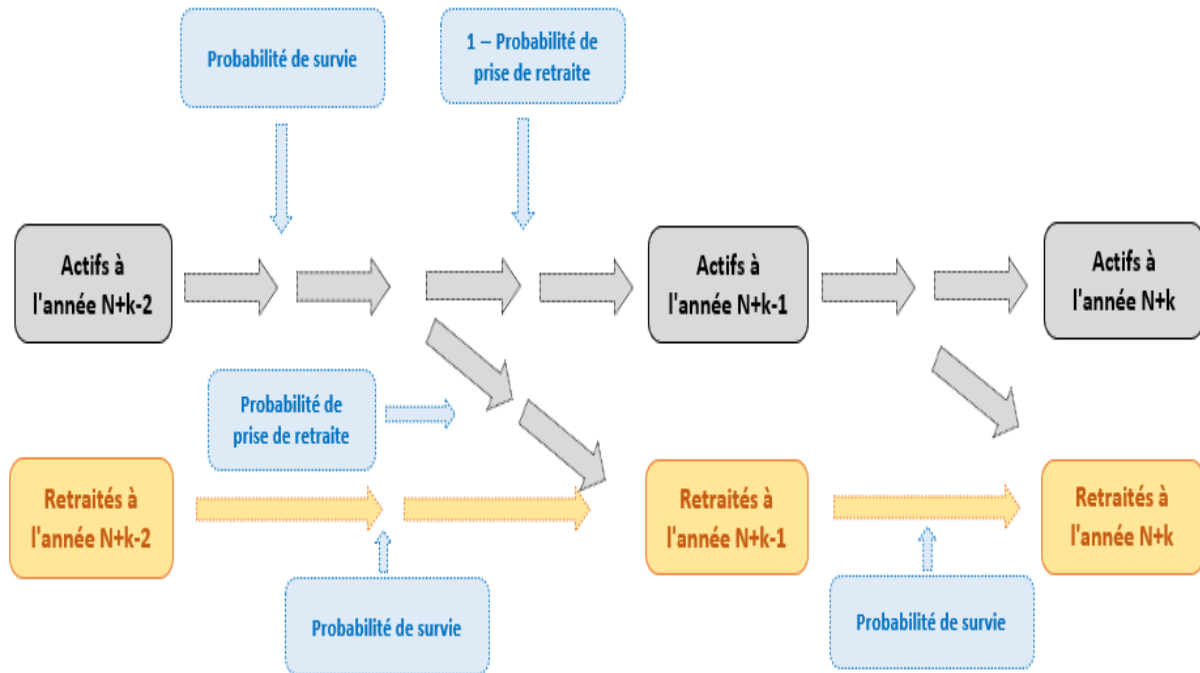 Probabilité de survie
1 – Probabilité de
prise de retraite
Actifs à
l'année N+k-2
Actifs à
l'année N+k-1
Actifs à
l'année N+k
Probabilité de
prise de retraite
Retraités à
l'année N+k-2
Retraités à
l'année N+k-1
Retraités à
l'année N+k
Probabilité de survie
Probabilité de survie